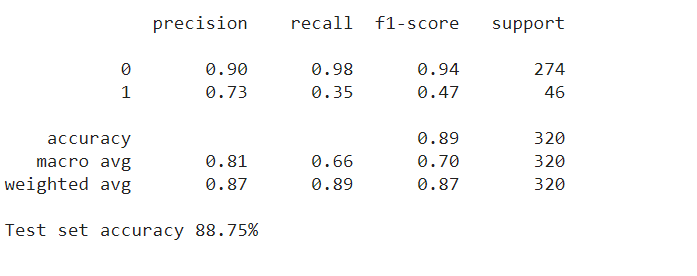 precision recall f1-score support
0 0.90 0.98 0.94 274
1 0.73 0.35 0.47 46
accuracy 0.89 320
macro avg 0.81 0.66 0.70 320
weighted avg 0.87 0.89 0.87 320
Test set accuracy 88.75%